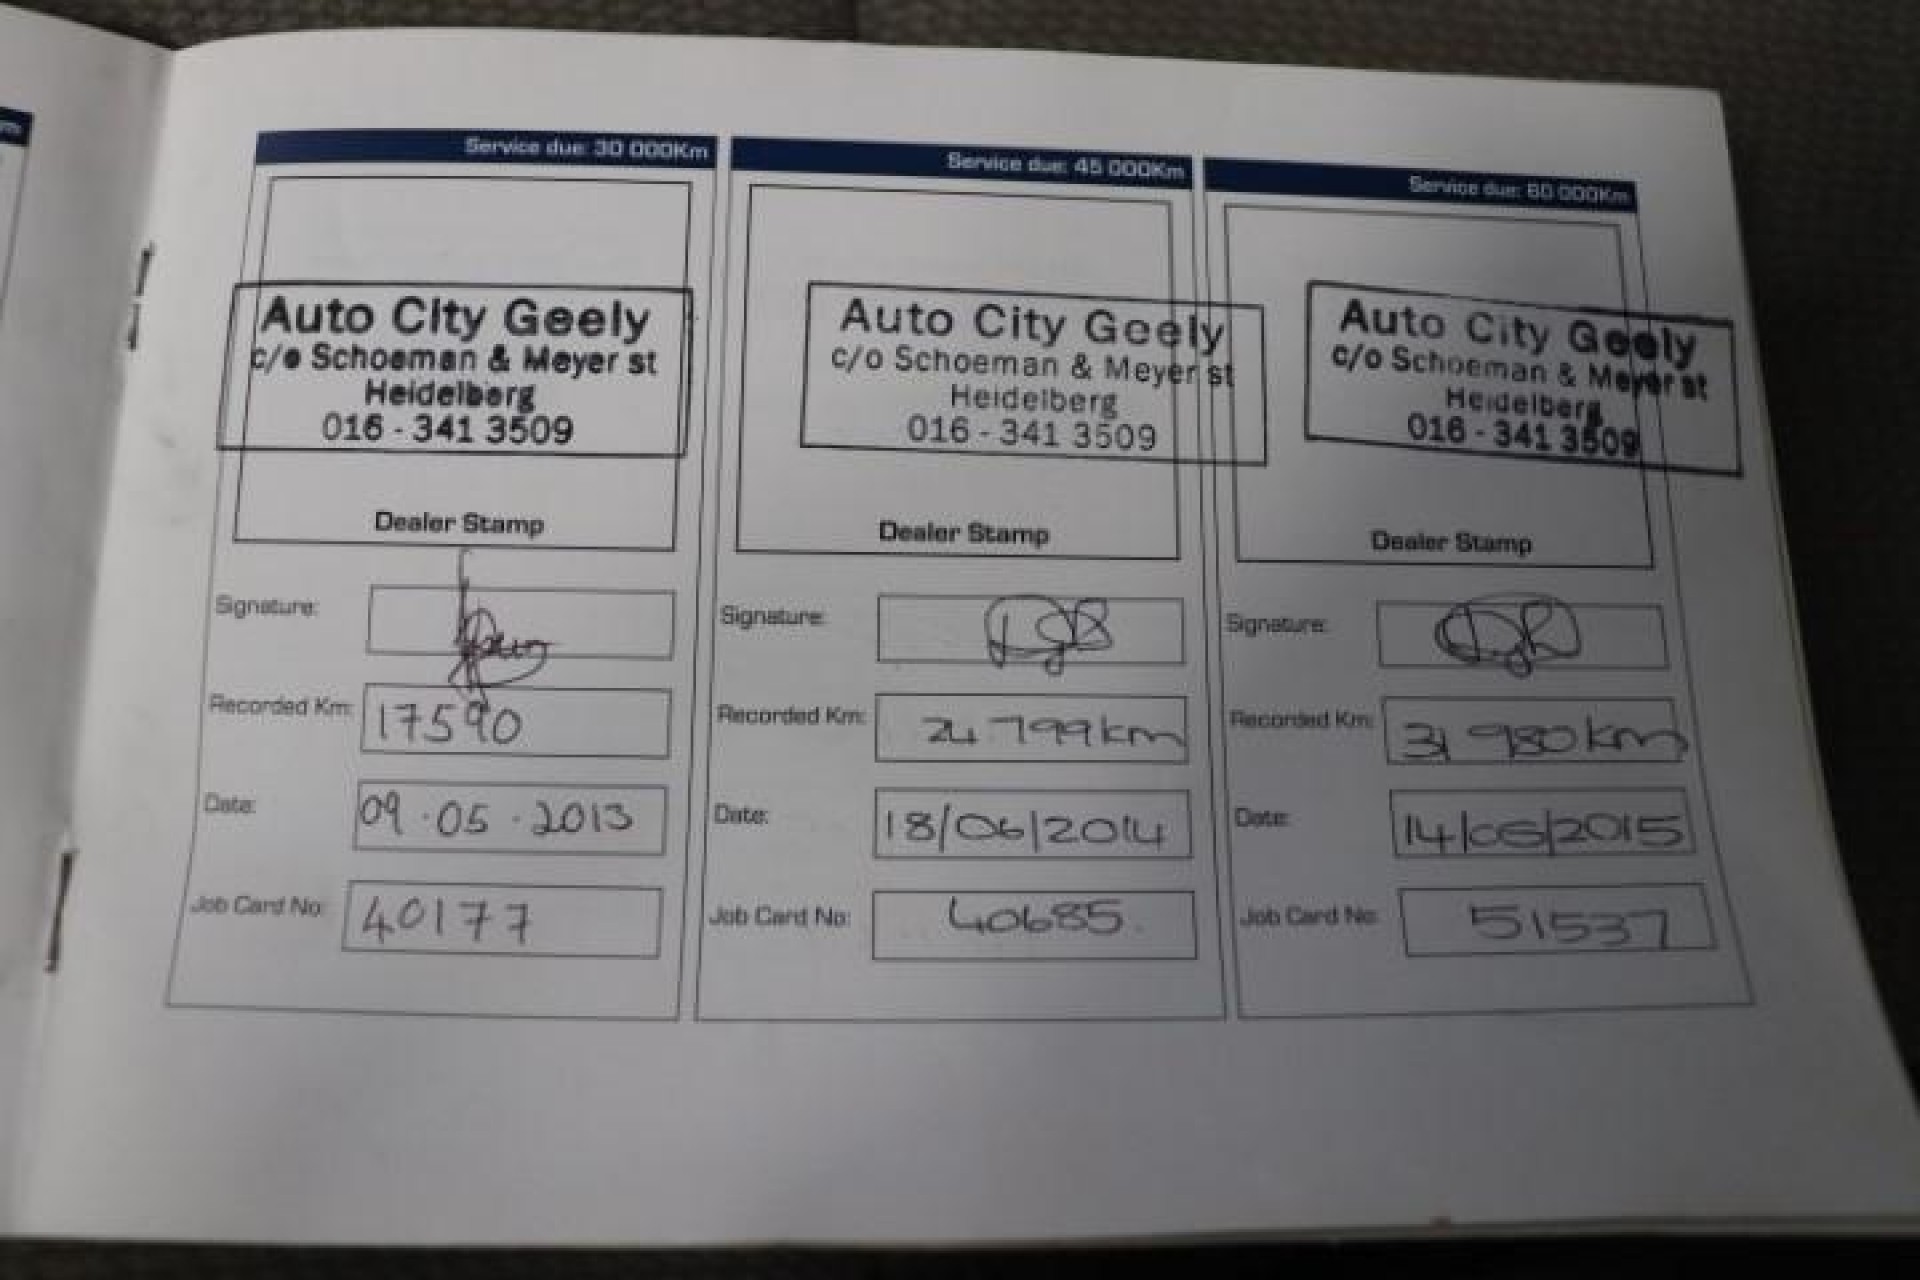 Service due: 30 000Km
Auto City Geely
c/o Schoeman & Meyer st
Heidelberg
016 - 341 3509
Dealer Stamp
Signature:
Recorded Km: 17590
Date: 09.05.2013
Job Card No: 40177
Service due: 45 000Km
Auto City Geely
c/o Schoeman & Meyer st
Heidelberg
016 - 341 3509
Dealer Stamp
Signature:
Recorded Km: 24 799km
Date: 18/06/2014
Job Card No: 40685
Service due: 60 000Km
Auto City Geely
c/o Schoeman & Meyer st
Heidelberg
016 - 341 3509
Dealer Stamp
Signature:
Recorded Km: 31 980km
Date: 14/06/2015
Job Card No: 51537